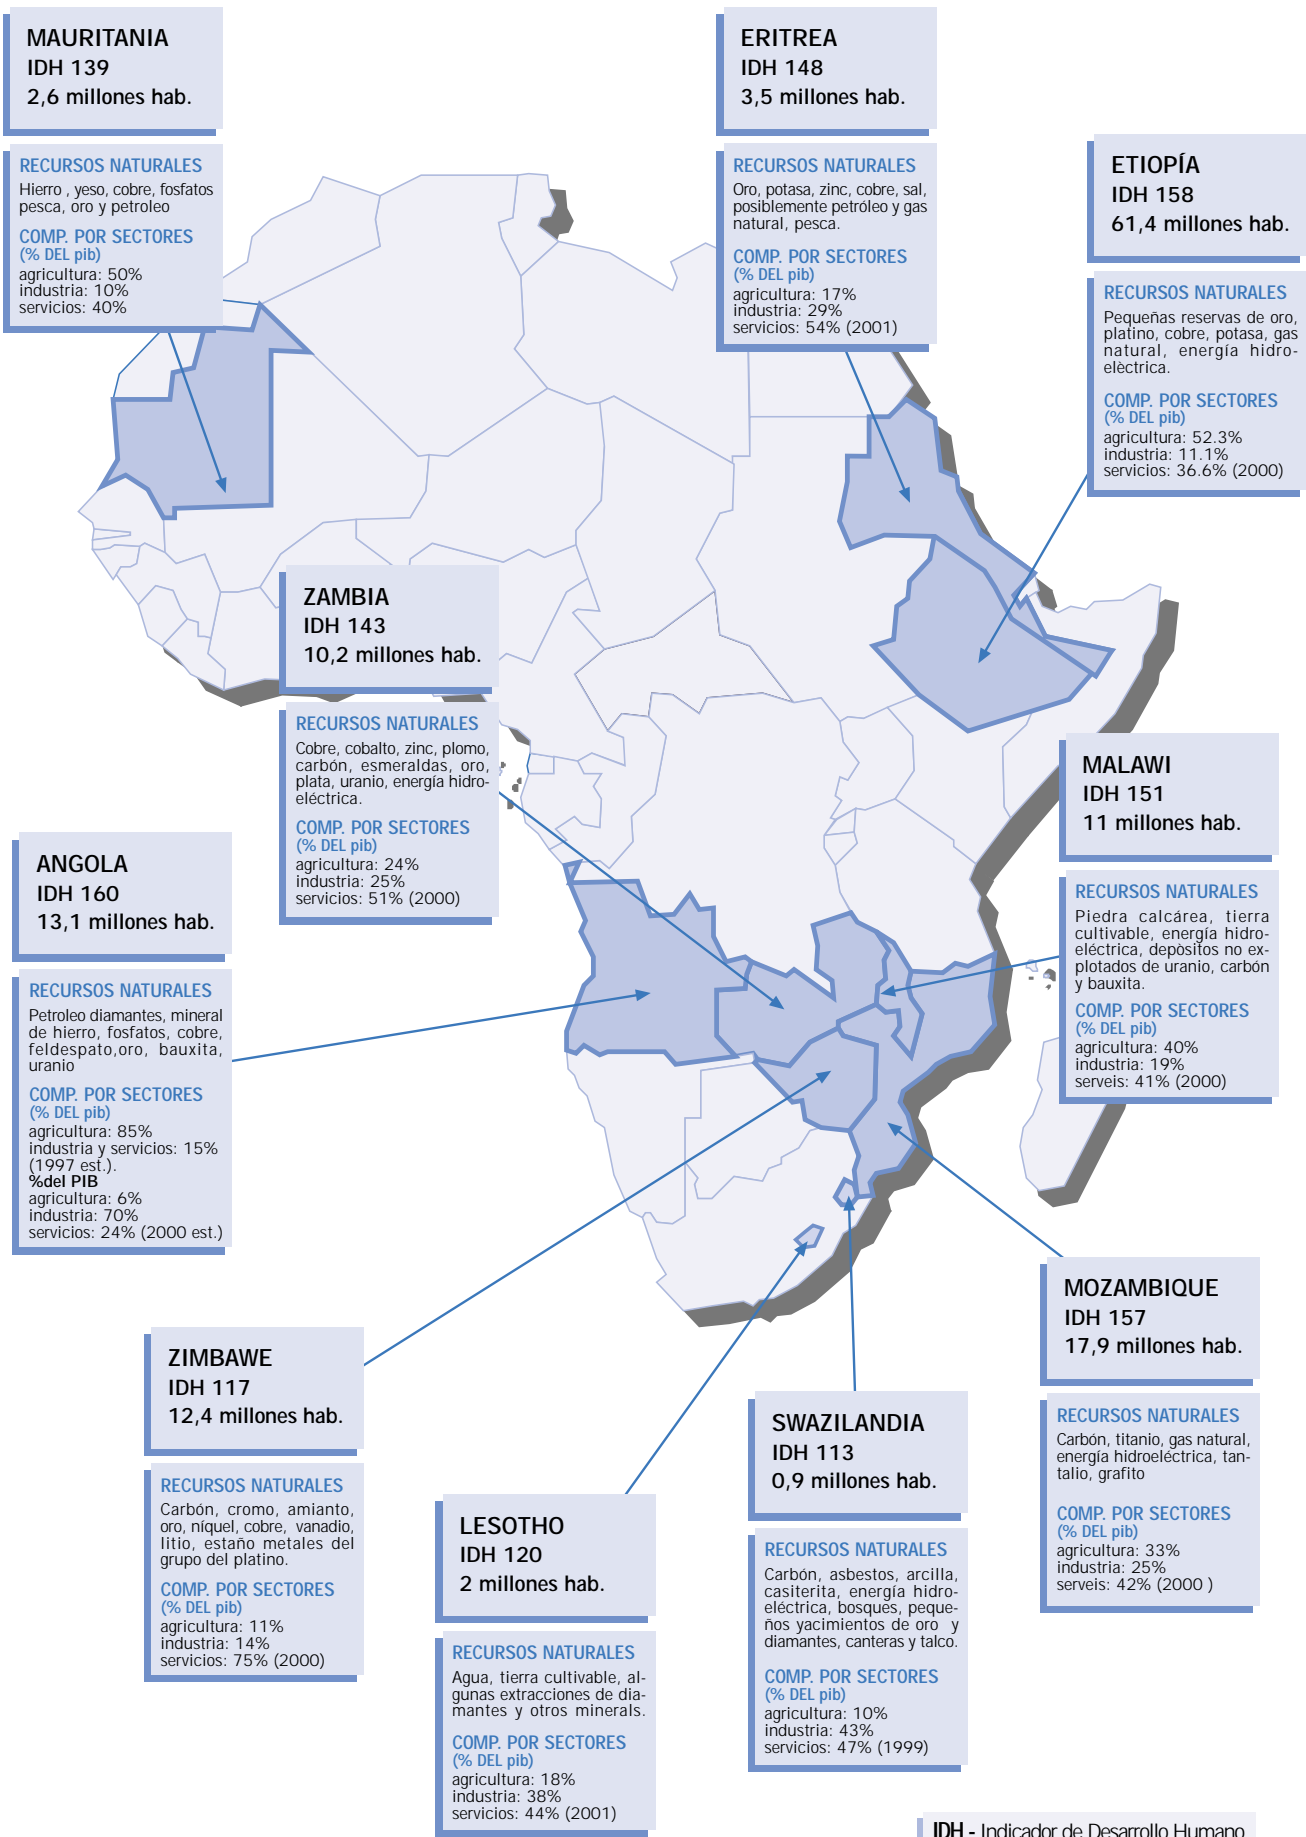 MAURITANIA
IDH 139
2,6 millones hab.
RECURSOS NATURALES
Hierro , yeso, cobre, fosfatos
pesca, oro y petroleo
COMP. POR SECTORES
(% DEL pib)
agricultura: 50%
industria: 10%
servicios: 40%
ERITREA
IDH 148
3,5 millones hab.
RECURSOS NATURALES
Oro, potasa, zinc, cobre, sal,
posiblemente petróleo y gas
natural, pesca.
COMP. POR SECTORES
(% DEL pib)
agricultura: 17%
industria: 29%
servicios: 54% (2001)
ETIOPÍA
IDH 158
61,4 millones hab.
RECURSOS NATURALES
Pequeñas reservas de oro,
platino, cobre, potasa, gas
natural, energía hidro-
elèctrica.
COMP. POR SECTORES
(% DEL pib)
agricultura: 52.3%
industria: 11.1%
servicios: 36.6% (2000)
ZAMBIA
IDH 143
10,2 millones hab.
RECURSOS NATURALES
Cobre, cobalto, zinc, plomo,
carbón, esmeraldas, oro,
plata, uranio, energía hidro-
eléctrica.
COMP. POR SECTORES
(% DEL pib)
agricultura: 24%
industria: 25%
servicios: 51% (2000)
MALAWI
IDH 151
11 millones hab.
RECURSOS NATURALES
Piedra calcárea, tierra
cultivable, energía hidro-
eléctrica, depòsitos no ex-
plotados de uranio, carbón
y bauxita.
COMP. POR SECTORES
(% DEL pib)
agricultura: 40%
industria: 19%
serveis: 41% (2000)
ANGOLA
IDH 160
13,1 millones hab.
RECURSOS NATURALES
Petroleo diamantes, mineral
de hierro, fosfatos, cobre,
feldespato,oro, bauxita,
uranio
COMP. POR SECTORES
(% DEL pib)
agricultura: 85%
industria y servicios: 15%
(1997 est.).
%del PIB
agricultura: 6%
industria: 70%
servicios: 24% (2000 est.)
MOZAMBIQUE
IDH 157
17,9 millones hab.
RECURSOS NATURALES
Carbón, titanio, gas natural,
energía hidroeléctrica, tan-
talio, grafito
COMP. POR SECTORES
(% DEL pib)
agricultura: 33%
industria: 25%
serveis: 42% (2000 )
ZIMBAWE
IDH 117
12,4 millones hab.
RECURSOS NATURALES
Carbón, cromo, amianto,
oro, níquel, cobre, vanadio,
litio, estaño metales del
grupo del platino.
COMP. POR SECTORES
(% DEL pib)
agricultura: 11%
industria: 14%
servicios: 75% (2000)
SWAZILANDIA
IDH 113
0,9 millones hab.
RECURSOS NATURALES
Carbón, asbestos, arcilla,
casiterita, energía hidro-
eléctrica, bosques, peque-
ños yacimientos de oro y
diamantes, canteras y talco.
COMP. POR SECTORES
(% DEL pib)
agricultura: 10%
industria: 43%
servicios: 47% (1999)
LESOTHO
IDH 120
2 millones hab.
RECURSOS NATURALES
Agua, tierra cultivable, al-
gunas extracciones de dia-
mantes y otros minerals.
COMP. POR SECTORES
(% DEL pib)
agricultura: 18%
industria: 38%
servicios: 44% (2001)
IDH - Indicador de Desarrollo Humano